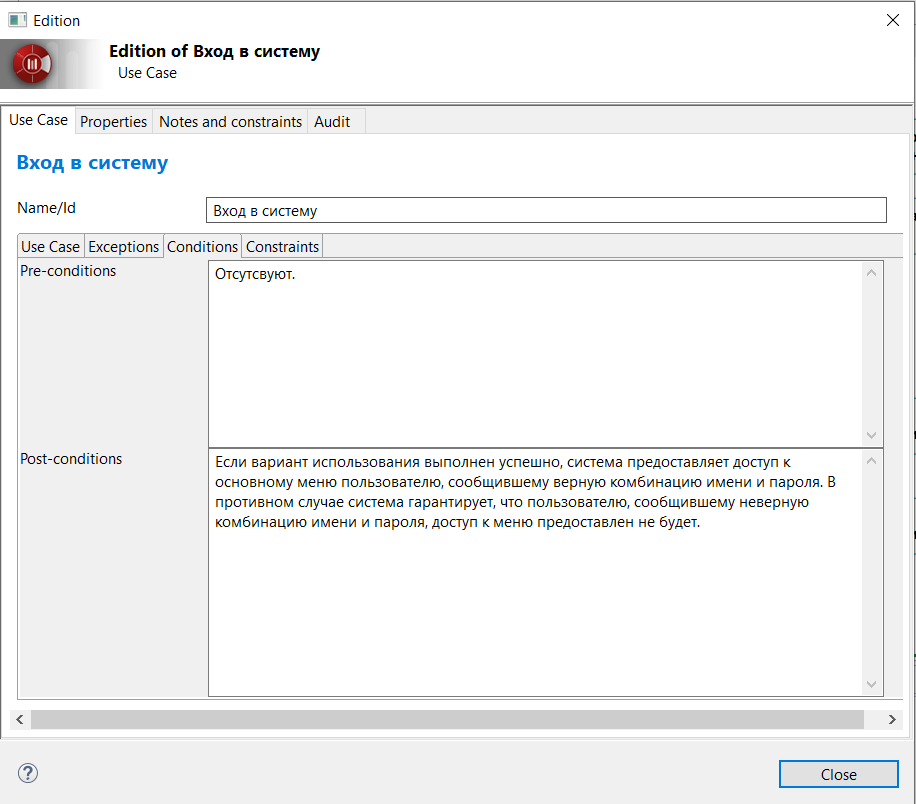 Edition
Edition of Вход в систему
Use Case
Use Case Properties Notes and constraints Audit
Вход в систему
Name/Id Вход в систему
Use Case Exceptions Conditions Constraints
Pre-conditions Отсутсвуют.
Post-conditions Если вариант использования выполнен успешно, система предоставляет доступ к
основному меню пользователю, сообщившему верную комбинацию имени и пароля. В
противном случае система гарантирует, что пользователю, сообщившему неверную
комбинацию имени и пароля, доступ к меню предоставлен не будет.
?
Close